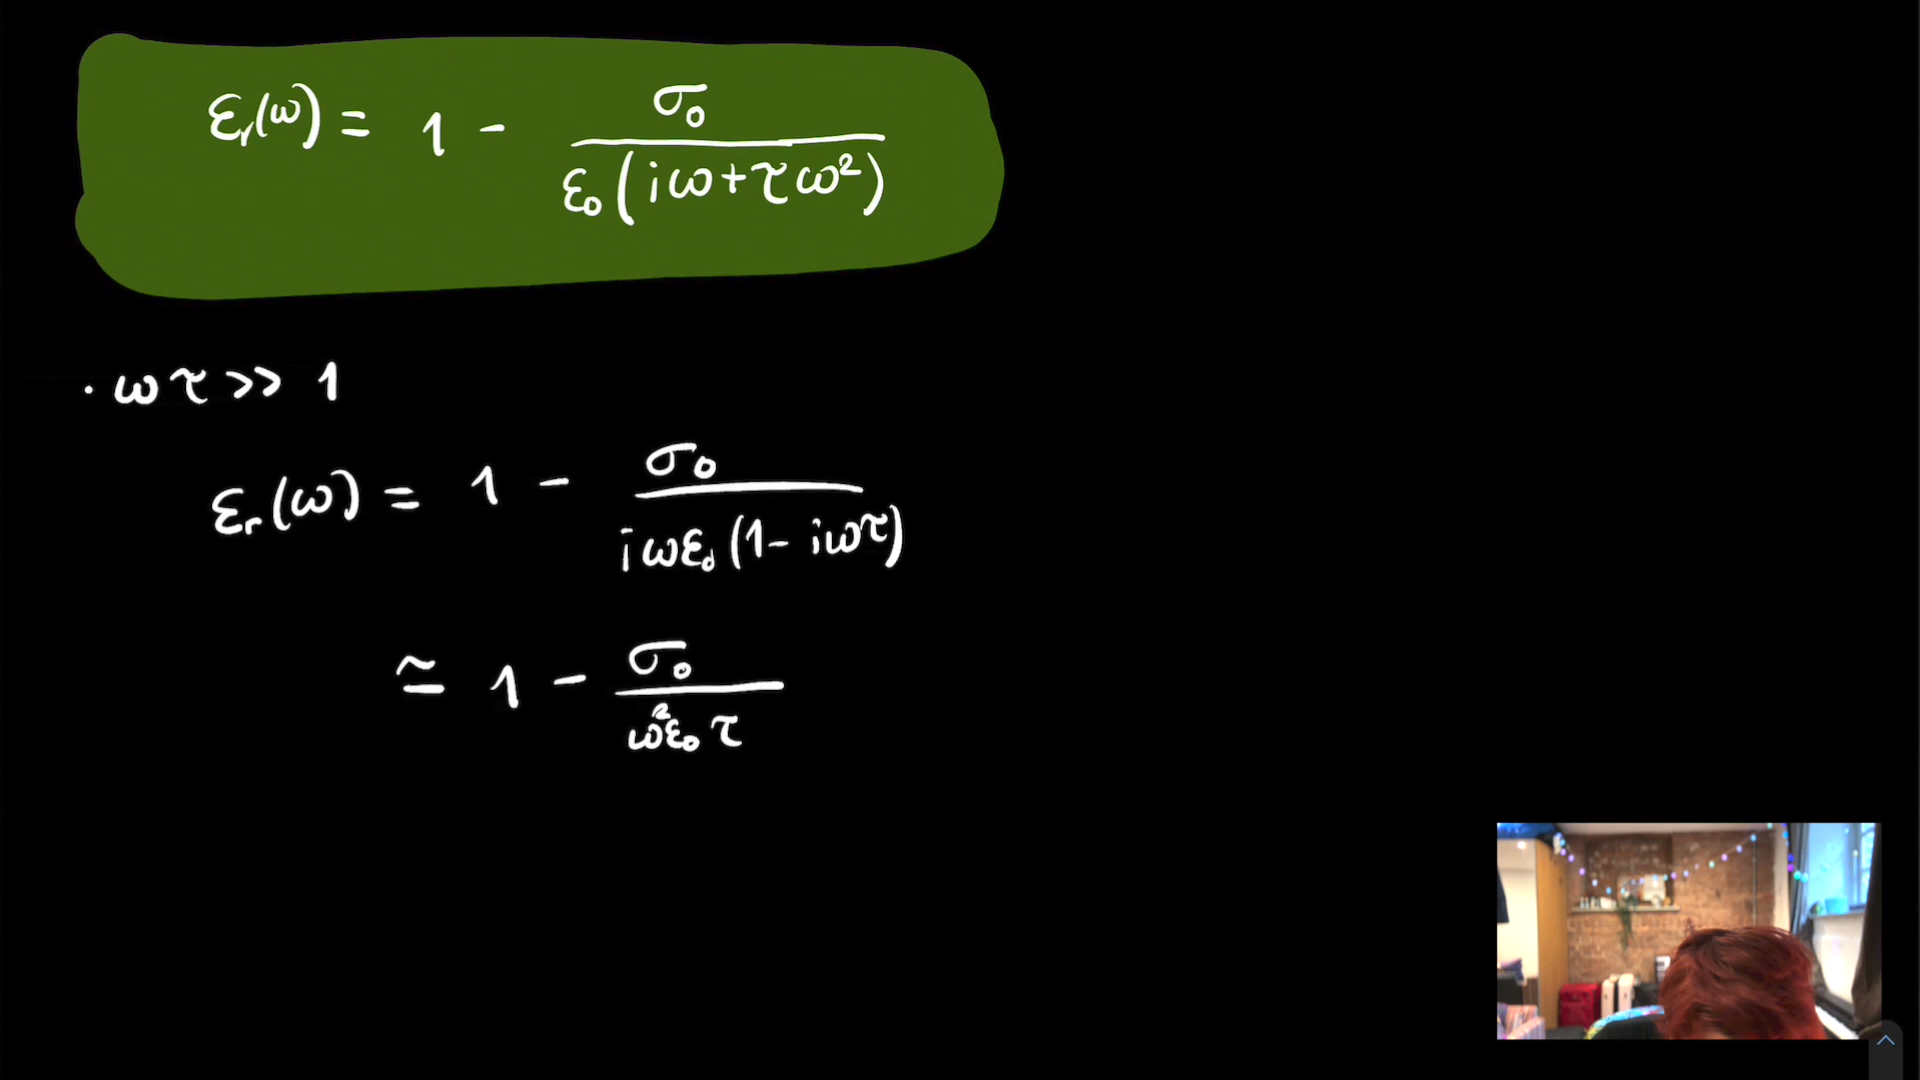 εᵣ(ω) = 1 - σ₀ / ε₀(iω+τω²)
· ωτ >> 1
εᵣ(ω) = 1 - σ₀ / iωε₀(1- iωτ)
≃ 1 - σ₀ / ω²ε₀τ